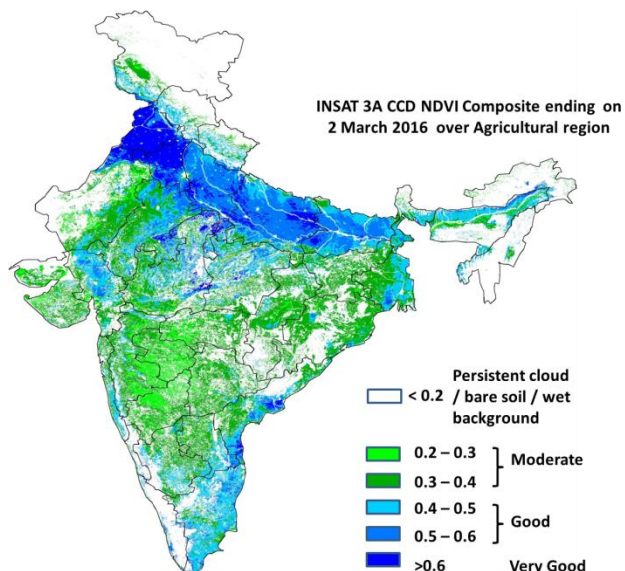 INSAT 3A CCD NDVI Composite ending on
2 March 2016 over Agricultural region
< 0.2 Persistent cloud
/ bare soil / wet
background
0.2 – 0.3
Moderate
0.3 – 0.4
0.4 – 0.5
Good
0.5 – 0.6
>0.6 Very Good